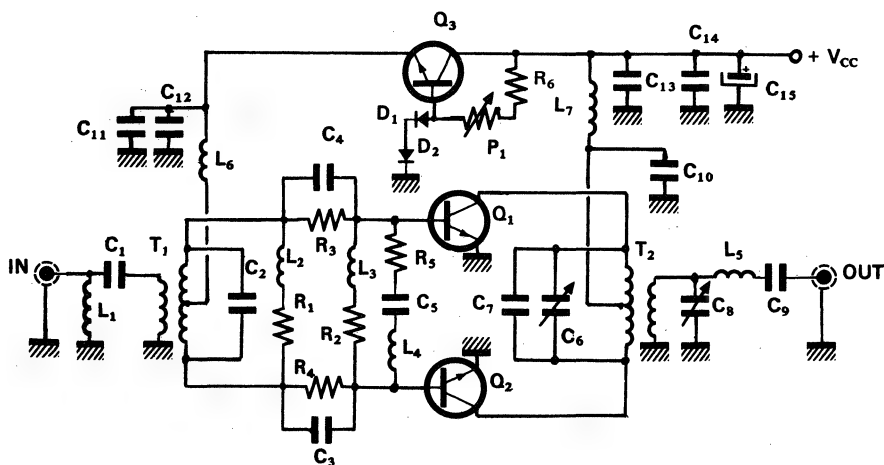 Q3
C14
+ VCC
C12
R6
C13
C15
D1
L7
C11
C4
D2
P1
L6
C10
Q1
R3
T1
L2
L3
R5
T2
L5
IN
C1
C2
OUT
C7
C8
C9
L1
R1
C5
C6
R2
L4
R4
Q2
C3